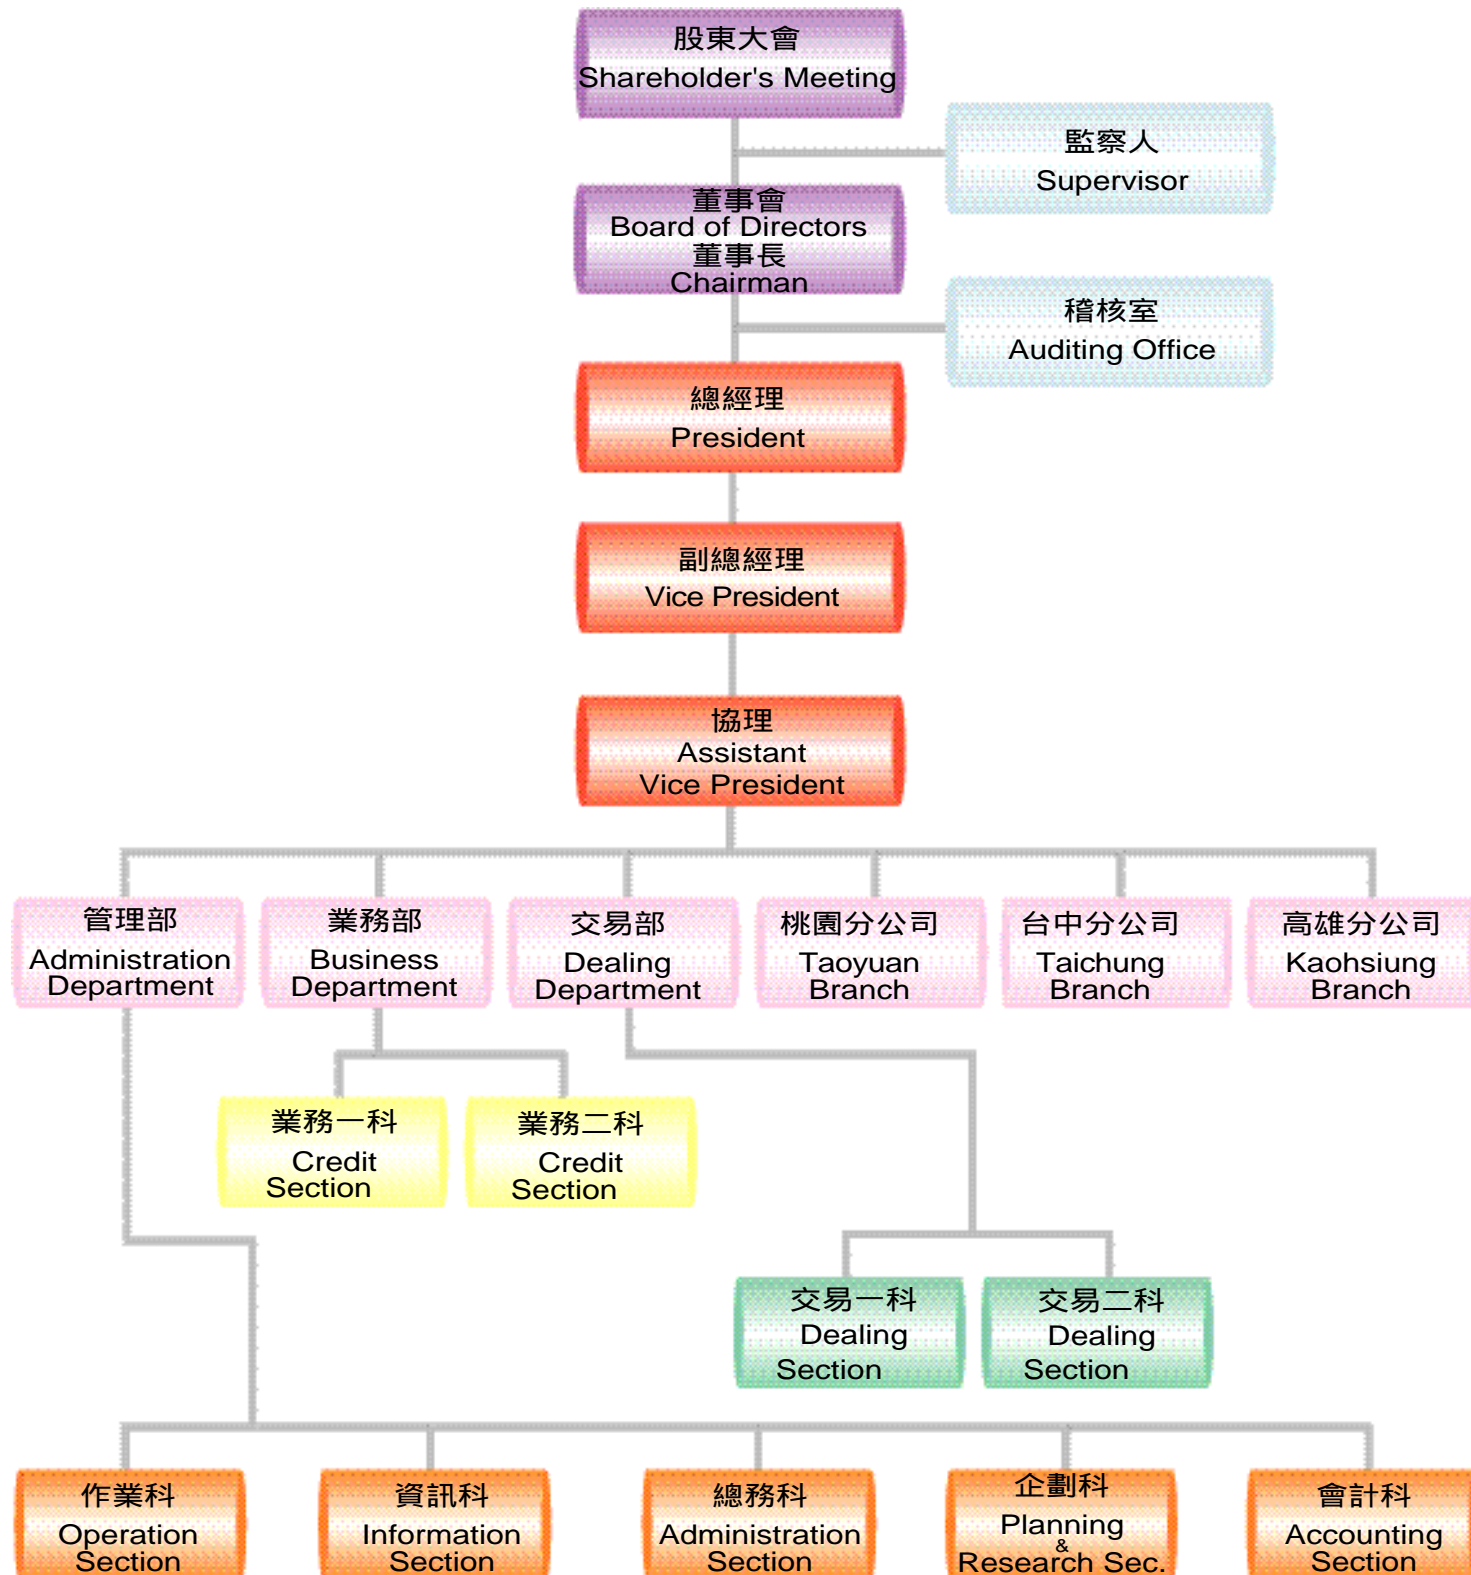 股東大會
Shareholder's Meeting
監察人
Supervisor
董事會
Board of Directors
董事長
Chairman
稽核室
Auditing Office
總經理
President
副總經理
Vice President
協理
Assistant
Vice President
管理部
Administration
Department
業務部
Business
Department
交易部
Dealing
Department
桃園分公司
Taoyuan
Branch
台中分公司
Taichung
Branch
高雄分公司
Kaohsiung
Branch
業務一科
Credit
Section
業務二科
Credit
Section
交易一科
Dealing
Section
交易二科
Dealing
Section
作業科
Operation
Section
資訊科
Information
Section
總務科
Administration
Section
企劃科
Planning
&
Research Sec.
會計科
Accounting
Section